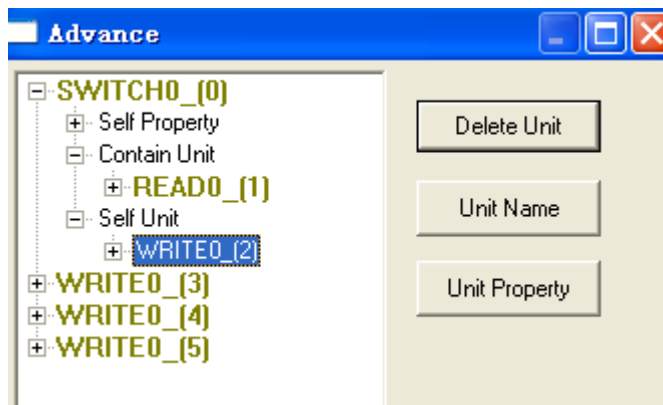 Advance
SWITCH0_(0)
Self Property
Contain Unit
READ0_(1)
Self Unit
WRITE0_(2)
WRITE0_(3)
WRITE0_(4)
WRITE0_(5)
Delete Unit
Unit Name
Unit Property